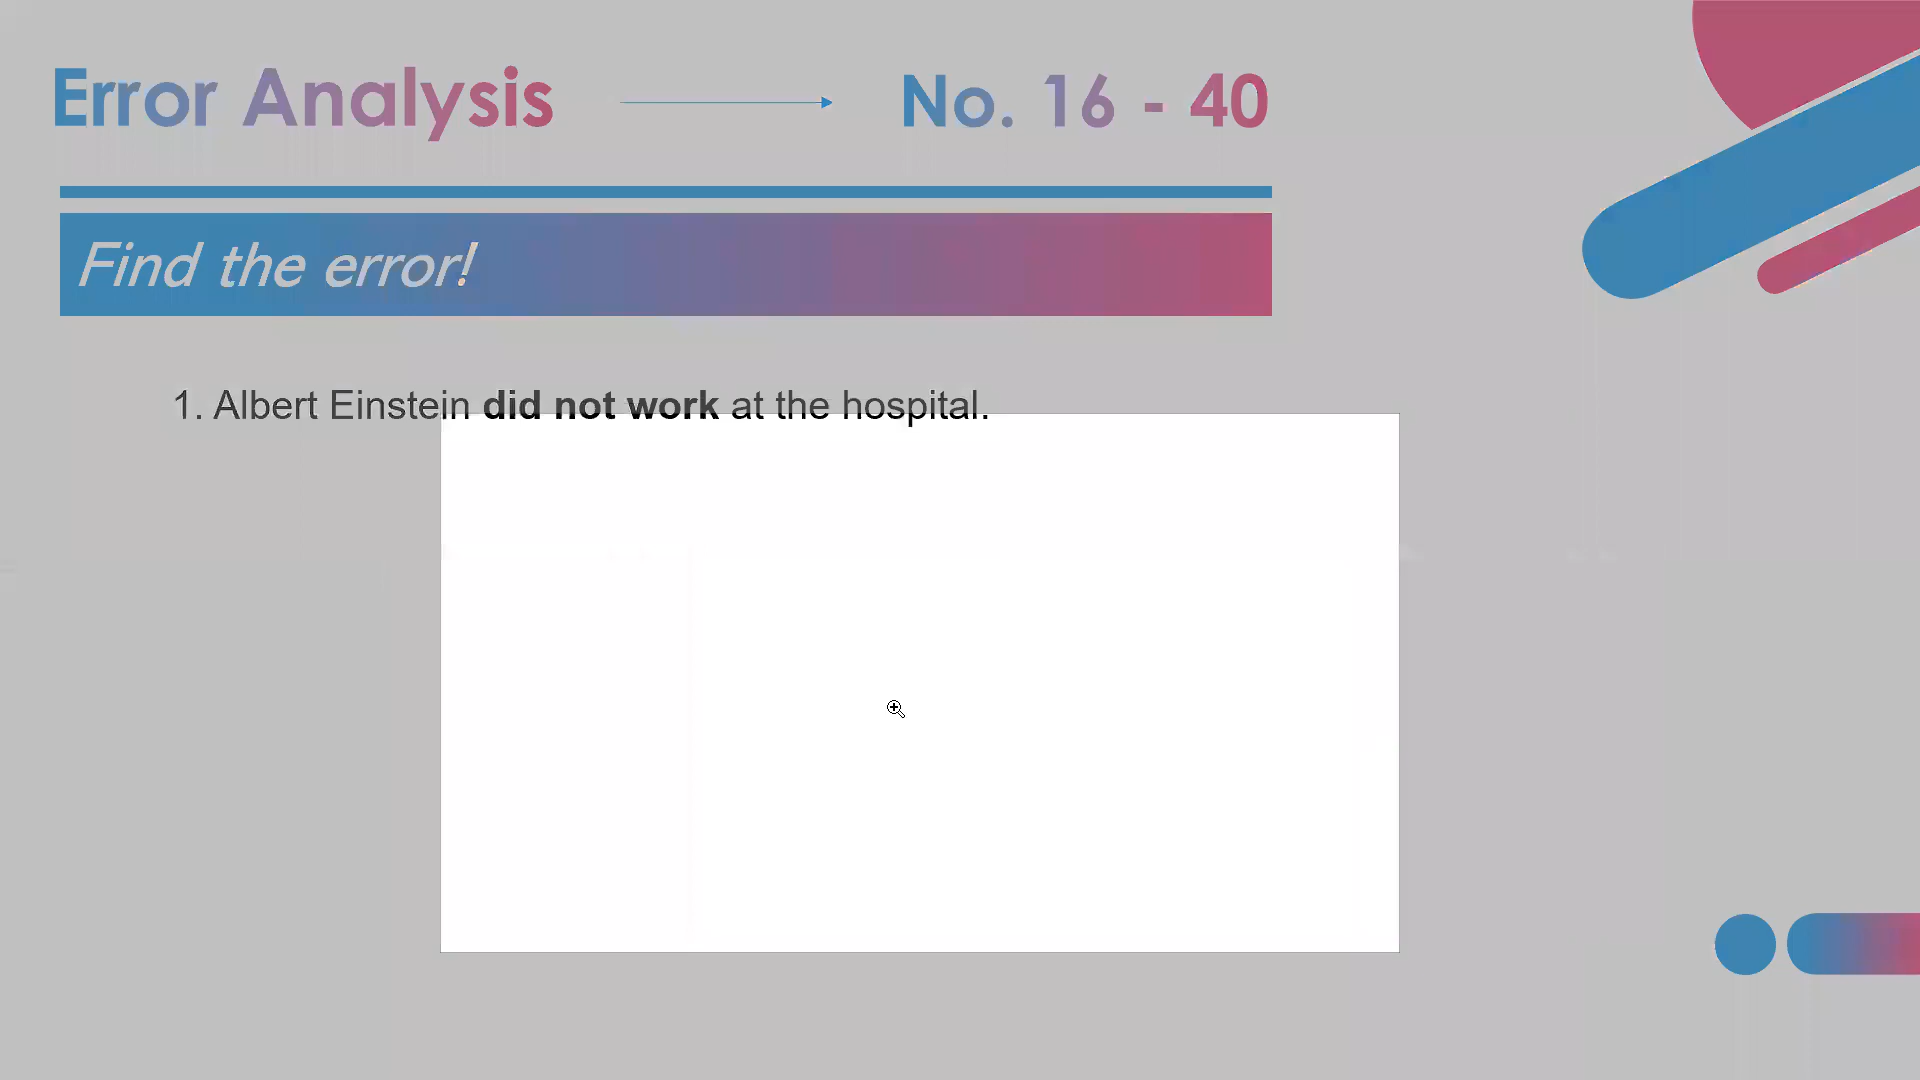 Error Analysis No. 16 - 40
Find the error!
1. Albert Einstein did not work at the hospital.